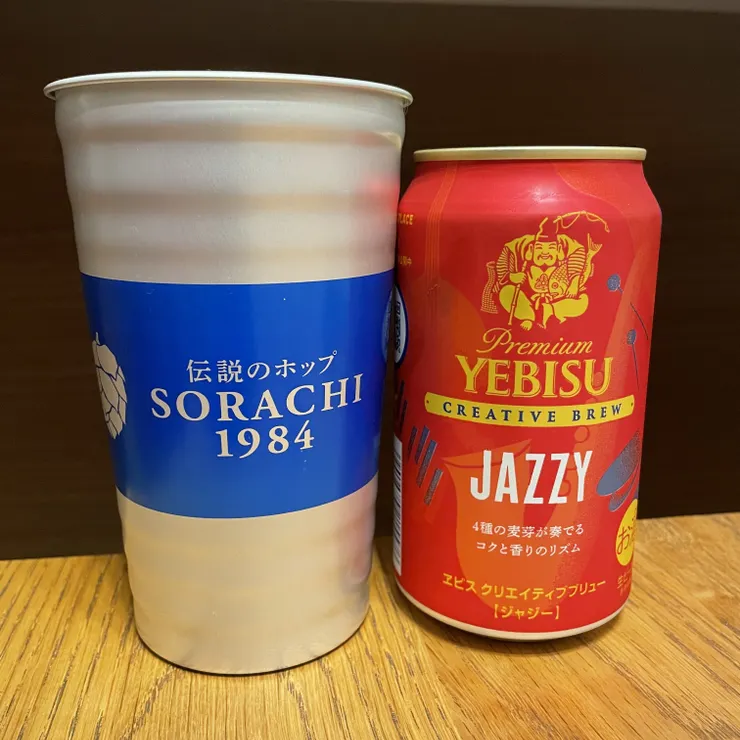 伝説のホップ
SORACHI
1984
Premium
YEBISU
CREATIVE BREW
JAZZY
4種の麦芽が奏でる
コクと香りのリズム
ヱビス クリエイティブブリュー
【ジャジー】
お